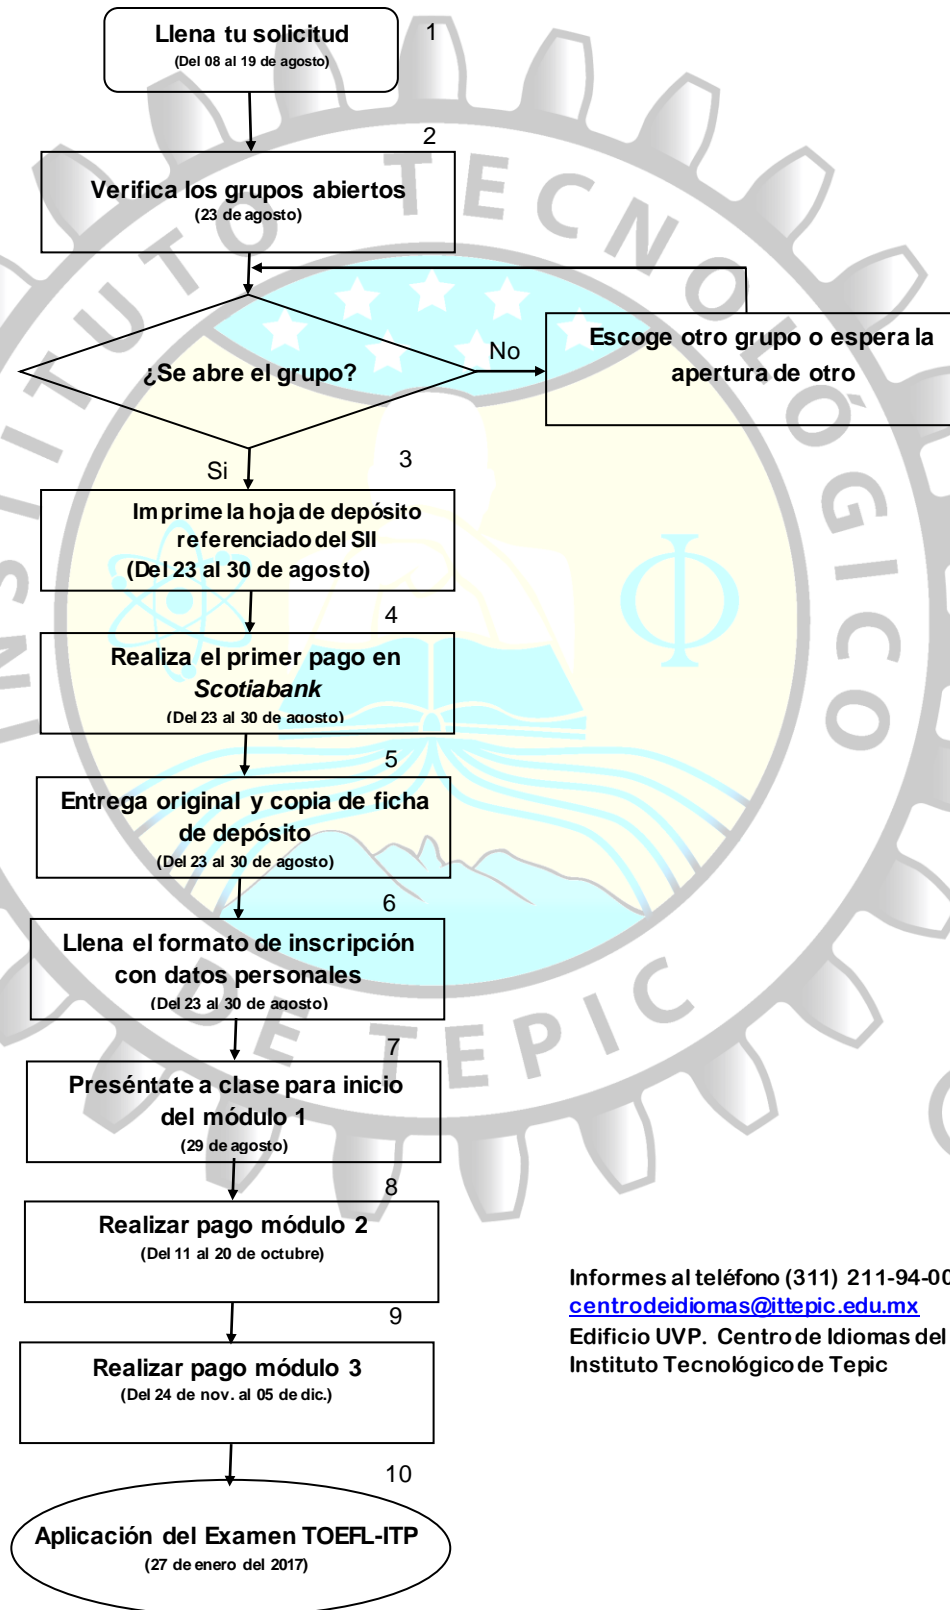 Llena tu solicitud
(Del 08 al 19 de agosto)
1
2
Verifica los grupos abiertos
(23 de agosto)
¿Se abre el grupo?
No
Escoge otro grupo o espera la
apertura de otro
Si
3
Imprime la hoja de depósito
referenciado del SII
(Del 23 al 30 de agosto)
4
Realiza el primer pago en
Scotiabank
(Del 23 al 30 de agosto)
5
Entrega original y copia de ficha
de depósito
(Del 23 al 30 de agosto)
6
Llena el formato de inscripción
con datos personales
(Del 23 al 30 de agosto)
7
Preséntate a clase para inicio
del módulo 1
(29 de agosto)
8
Realizar pago módulo 2
(Del 11 al 20 de octubre)
9
Realizar pago módulo 3
(Del 24 de nov. al 05 de dic.)
10
Aplicación del Examen TOEFL-ITP
(27 de enero del 2017)
Informes al teléfono (311) 211-94-00
centrodeidiomas@ittepic.edu.mx
Edificio UVP. Centro de Idiomas del
Instituto Tecnológico de Tepic
INSTITUTO TECNOLÓGICO
DE TEPIC
Φ